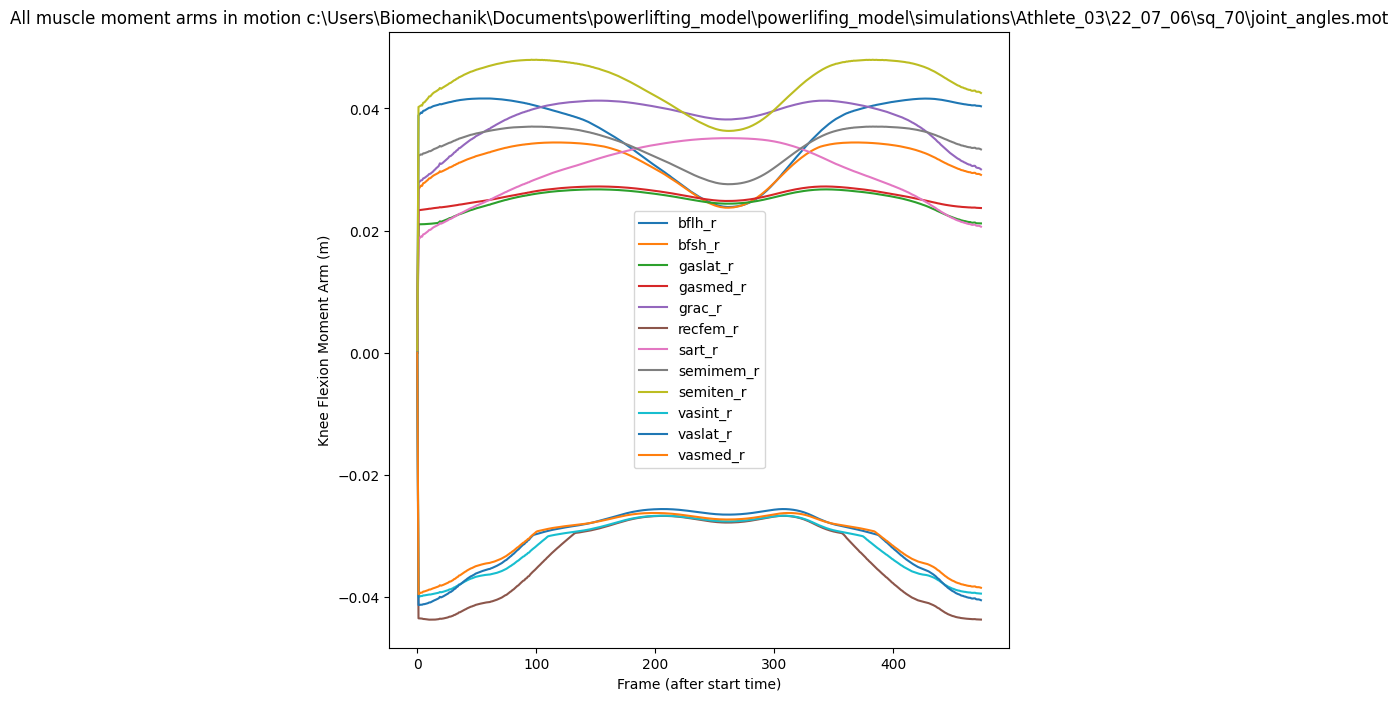 All muscle moment arms in motion c:\Users\Biomechanik\Documents\powerlifting_model\powerlifing_model\simulations\Athlete_03\22_07_06\sq_70\joint_angles.mot
Knee Flexion Moment Arm (m)
0.04
0.02
0.00
−0.02
−0.04
bflh_r
bfsh_r
gaslat_r
gasmed_r
grac_r
recfem_r
sart_r
semimem_r
semiten_r
vasint_r
vaslat_r
vasmed_r
0 100 200 300 400
Frame (after start time)